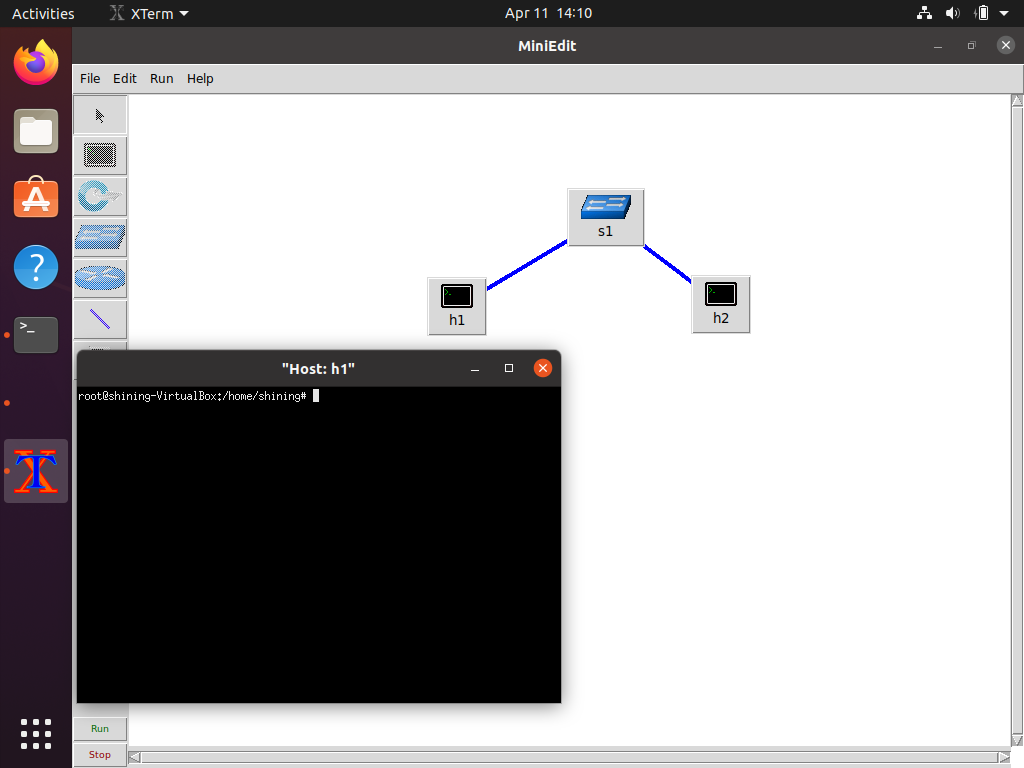 Activities XTerm Apr 11 14:10
MiniEdit
File Edit Run Help
s1
h1
h2
"Host: h1"
root@shining-VirtualBox:/home/shining#
Run
Stop